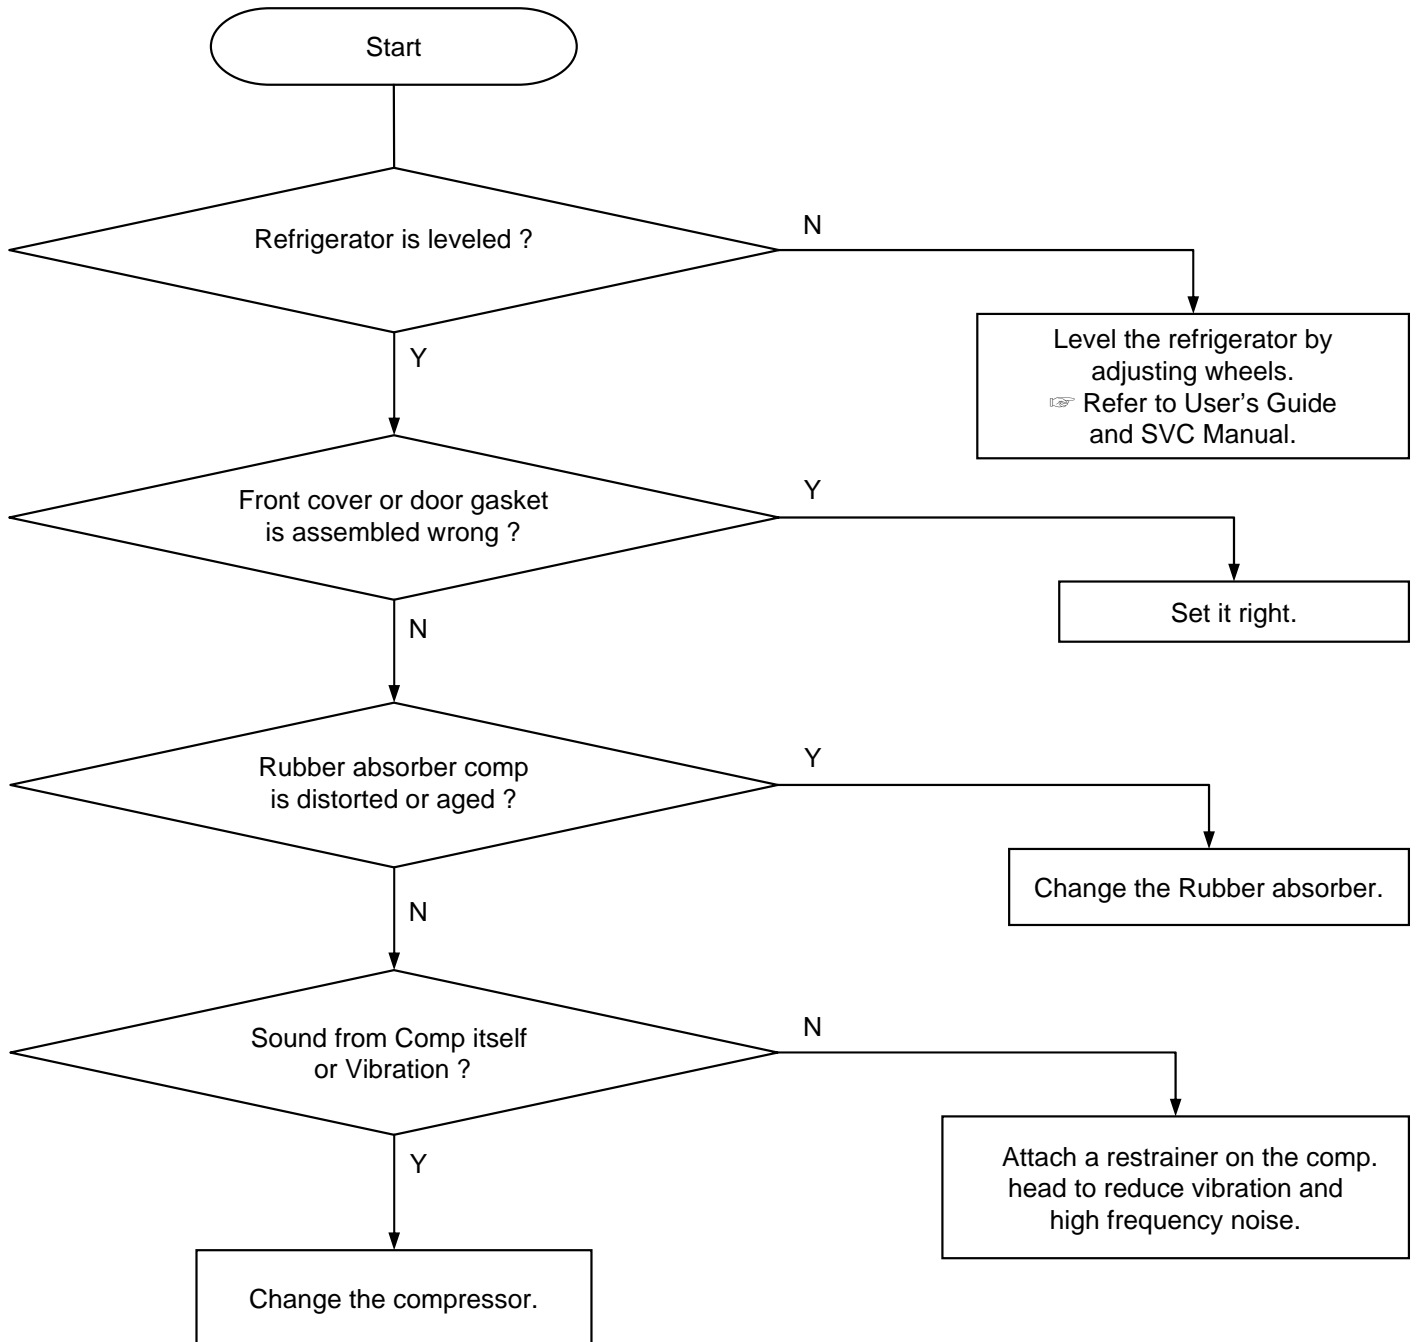 Start
Refrigerator is leveled ?
N
Y
Level the refrigerator by
adjusting wheels.
☞ Refer to User's Guide
and SVC Manual.
Front cover or door gasket
is assembled wrong ?
Y
N
Set it right.
Rubber absorber comp
is distorted or aged ?
Y
N
Change the Rubber absorber.
Sound from Comp itself
or Vibration ?
N
Y
Attach a restrainer on the comp.
head to reduce vibration and
high frequency noise.
Change the compressor.